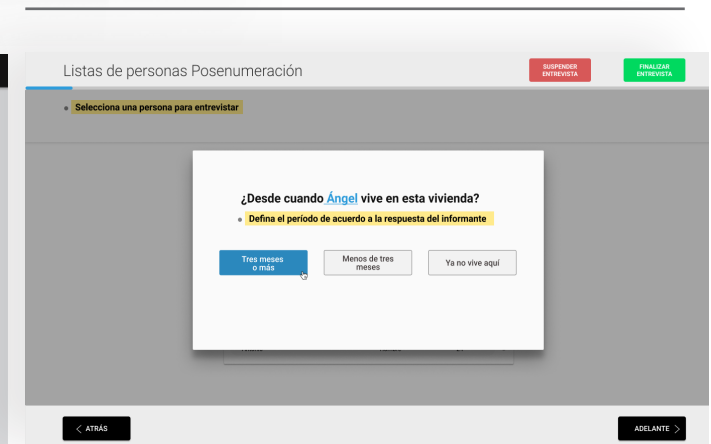 Listas de personas Posenumeración
SUSPENDER
ENTREVISTA
FINALIZAR
ENTREVISTA
Selecciona una persona para entrevistar
¿Desde cuando Ángel vive en esta vivienda?
Defina el período de acuerdo a la respuesta del informante
Tres meses
o más
Menos de tres
meses
Ya no vive aquí
< ATRÁS
ADELANTE >